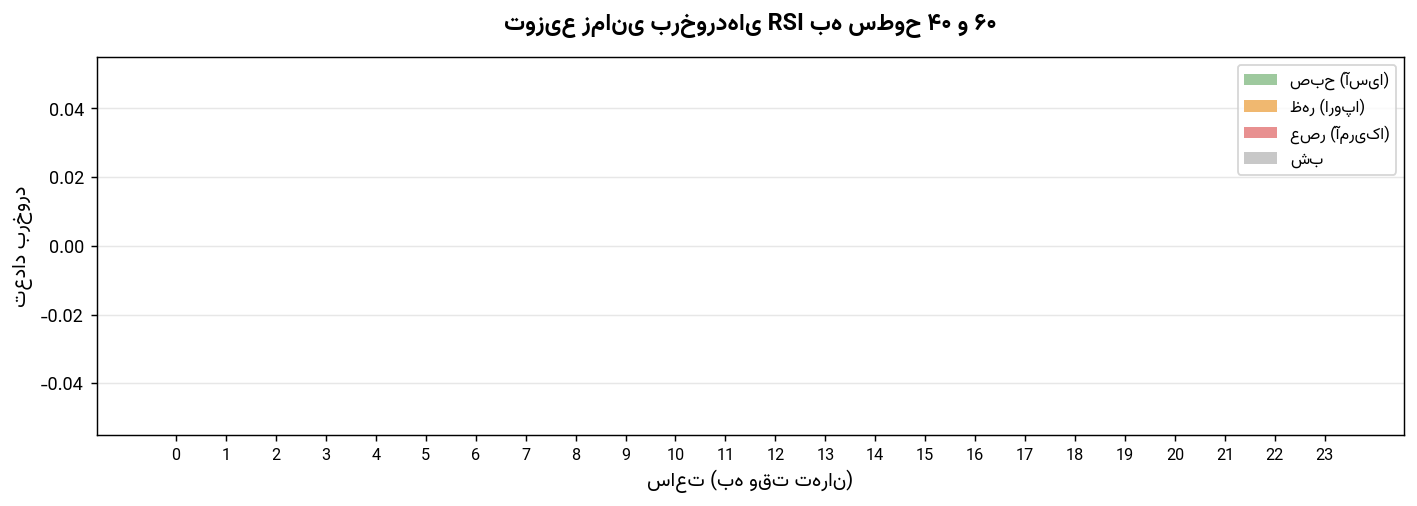 توزیع زمانی برخوردهای RSI به سطوح ۴۰ و ۶۰
صبح (آسیا)
ظهر (اروپا)
عصر (آمریکا)
شب
تعداد برخورد
0.04
0.02
0.00
-0.02
-0.04
0 1 2 3 4 5 6 7 8 9 10 11 12 13 14 15 16 17 18 19 20 21 22 23
ساعت (به وقت تهران)